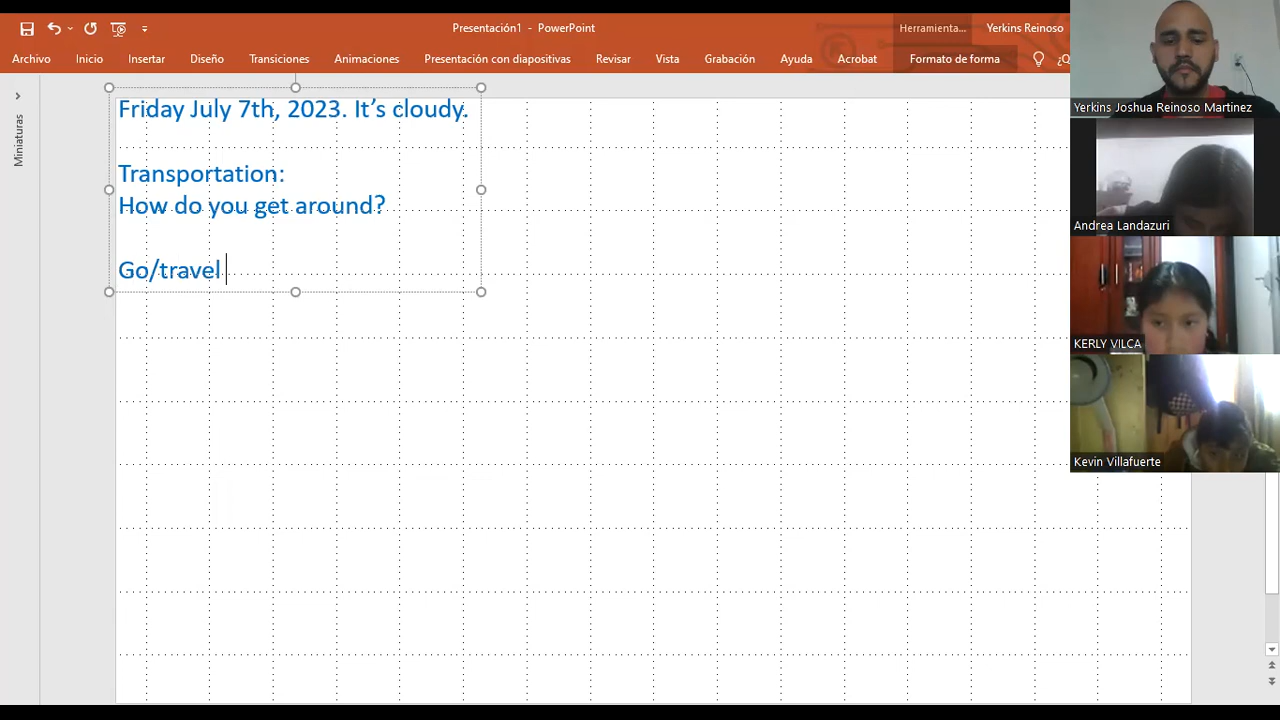 Presentación1 - PowerPoint
Herramienta...
Yerkins Reinoso
Archivo
Inicio
Insertar
Diseño
Transiciones
Animaciones
Presentación con diapositivas
Revisar
Vista
Grabación
Ayuda
Acrobat
Formato de forma
¿Q
Miniaturas
Friday July 7th, 2023. It’s cloudy.
Transportation:
How do you get around?
Go/travel
Yerkins Joshua Reinoso Martinez
Andrea Landazuri
KERLY VILCA
Kevin Villafuerte